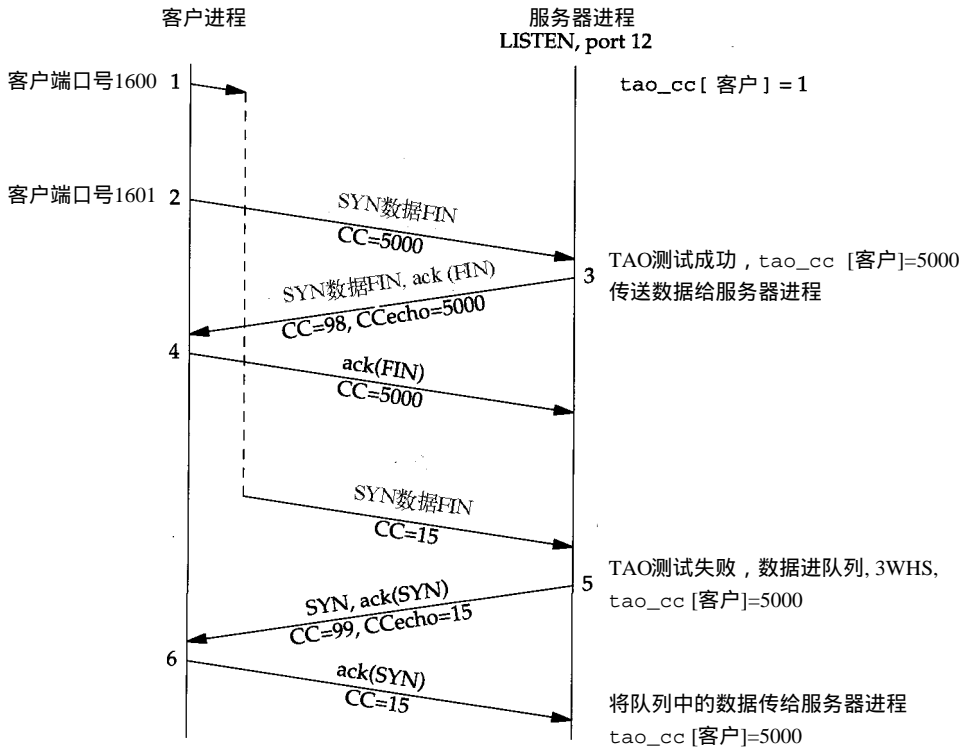 客户进程
服务器进程
LISTEN, port 12
客户端口号1600 1
tao_cc[ 客户 ] = 1
客户端口号1601 2
SYN数据FIN
CC=5000
3 TAO测试成功，tao_cc [客户]=5000
传送数据给服务器进程
SYN数据FIN, ack (FIN)
CC=98, CCecho=5000
4
ack(FIN)
CC=5000
SYN数据FIN
CC=15
5 TAO测试失败，数据进队列, 3WHS,
tao_cc [客户]=5000
SYN, ack(SYN)
CC=99, CCecho=15
6
ack(SYN)
CC=15
将队列中的数据传给服务器进程
tao_cc [客户]=5000